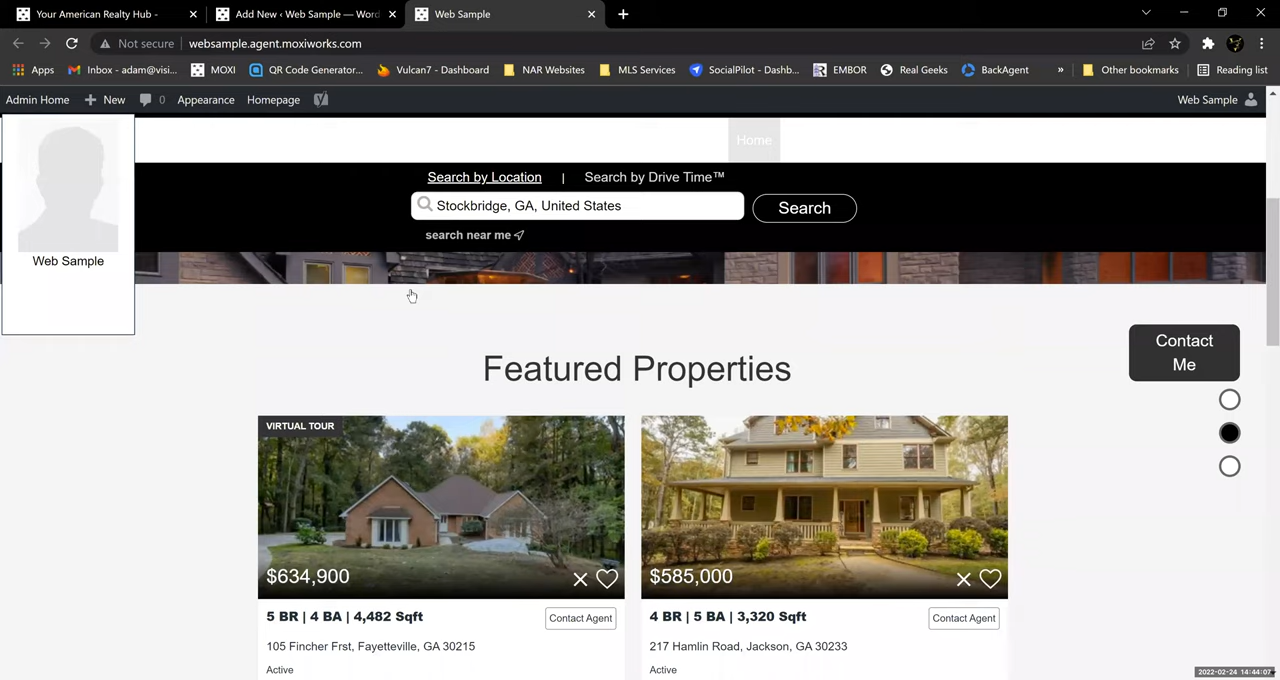 Your American Realty Hub -
Add New ‹ Web Sample — Word
Web Sample
Not secure
websample.agent.moxiworks.com
Apps
Inbox - adam@visi...
MOXI
QR Code Generator...
Vulcan7 - Dashboard
NAR Websites
MLS Services
SocialPilot - Dashb...
EMBOR
Real Geeks
BackAgent
»
Other bookmarks
Reading list
Admin Home
New
0
Appearance
Homepage
Web Sample
Home
Search by Location | Search by Drive Time™
Stockbridge, GA, United States
Search
search near me
Web Sample
Contact
Me
Featured Properties
VIRTUAL TOUR
$634,900
5 BR | 4 BA | 4,482 Sqft
Contact Agent
105 Fincher Frst, Fayetteville, GA 30215
Active
$585,000
4 BR | 5 BA | 3,320 Sqft
Contact Agent
217 Hamlin Road, Jackson, GA 30233
Active
2022-02-24 14:44:07